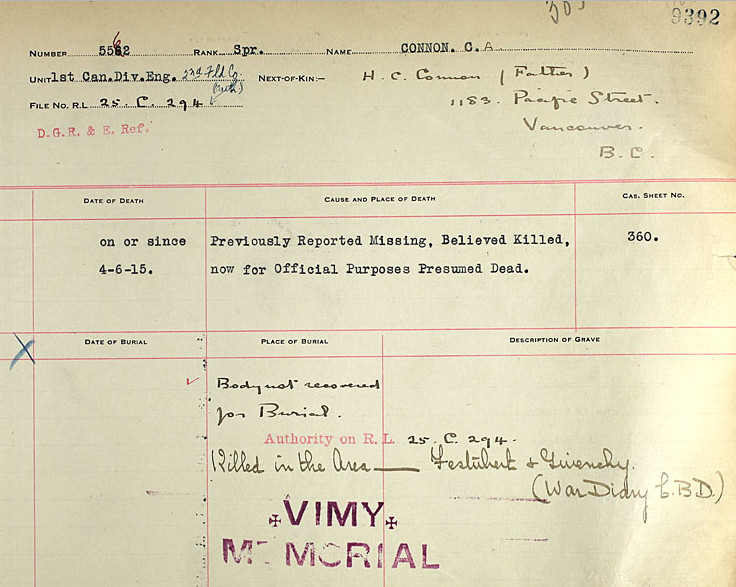 9392
NUMBER 5562 RANK Spr. NAME CONNON. C. A
UNIT 1st Can.Div.Eng. 2nd Fld Co. NEXT-OF-KIN:— H. C. Connon (Father)
FILE NO. R.L 25. C. 294 1183. Pacific Street.
D.G.R. & E. Ref. Vancouver.
B. C.
DATE OF DEATH CAUSE AND PLACE OF DEATH CAS. SHEET NO.
on or since Previously Reported Missing, Believed Killed, 360.
4-6-15. now for Official Purposes Presumed Dead.
X DATE OF BURIAL PLACE OF BURIAL DESCRIPTION OF GRAVE
Body not recovered
for Burial.
Authority on R. L. 25. C. 294.
Killed in the Area — Festubert & Givenchy.
(War Diary C.B.D.)
VIMY
MEMORIAL